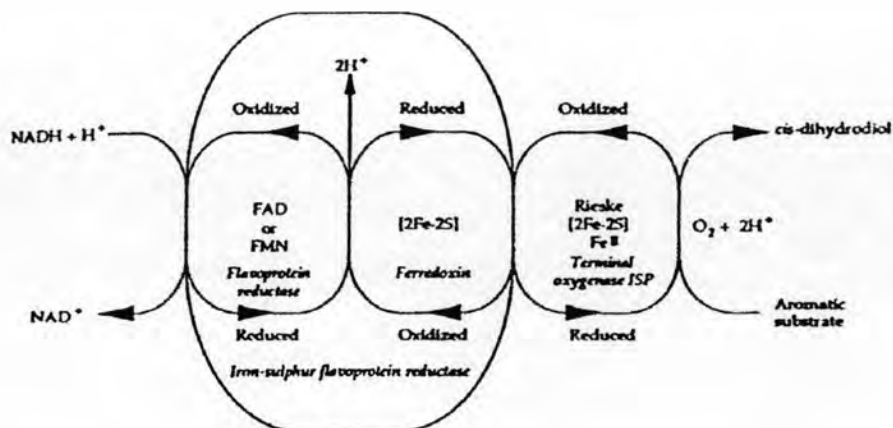 2H⁺
Oxidized
Reduced
Oxidized
NADH + H⁺
cis-dihydrodiol
FAD
or
FMN
Flavoprotein
reductase
[2Fe-2S]
Ferredoxin
Rieske
[2Fe-2S]
Fe II
Terminal
oxygenase ISP
O₂ + 2H⁺
NAD⁺
Aromatic
substrate
Reduced
Oxidized
Reduced
Iron-sulphur flavoprotein reductase